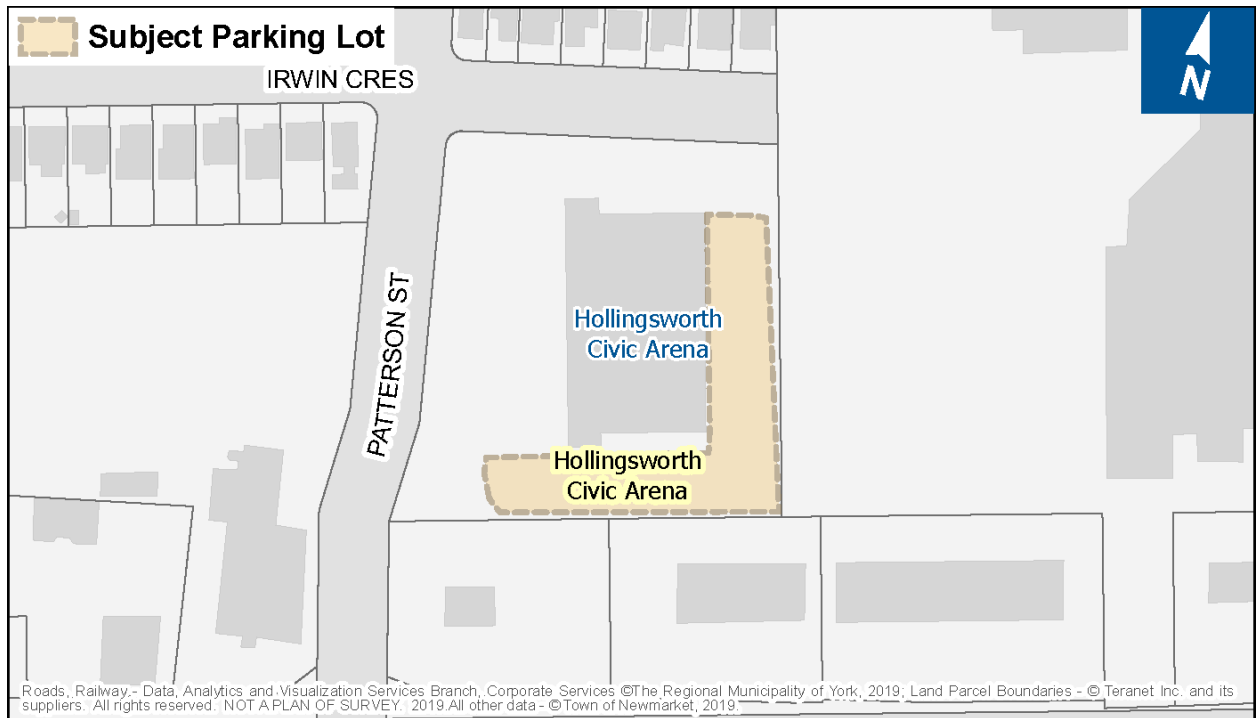 Subject Parking Lot
IRWIN CRES
N
PATTERSON ST
Hollingsworth
Civic Arena
Hollingsworth
Civic Arena
Roads, Railway - Data, Analytics and Visualization Services Branch, Corporate Services ©The Regional Municipality of York, 2019; Land Parcel Boundaries - © Teranet Inc. and its
suppliers. All rights reserved. NOT A PLAN OF SURVEY. 2019.All other data - ©Town of Newmarket, 2019.